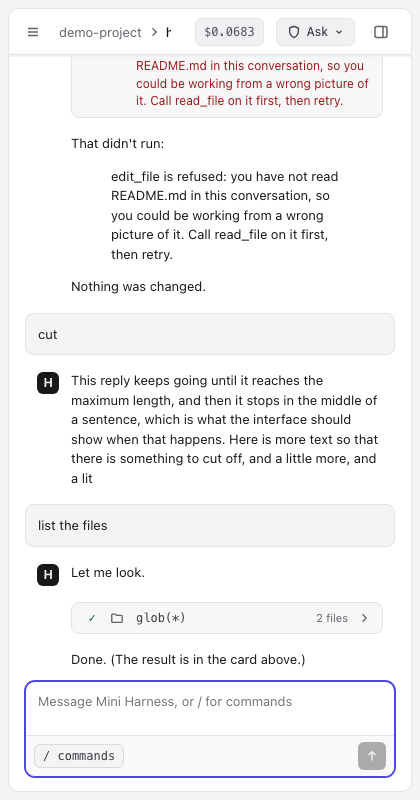 demo-project
$0.0683
Ask
README.md in this conversation, so you
could be working from a wrong picture of
it. Call read_file on it first, then retry.
That didn't run:
edit_file is refused: you have not read
README.md in this conversation, so
you could be working from a wrong
picture of it. Call read_file on it first,
then retry.
Nothing was changed.
cut
H
This reply keeps going until it reaches the
maximum length, and then it stops in the middle of
a sentence, which is what the interface should
show when that happens. Here is more text so that
there is something to cut off, and a little more, and
a lit
list the files
H
Let me look.
✓ glob(*) 2 files
Done. (The result is in the card above.)
Message Mini Harness, or / for commands
/ commands